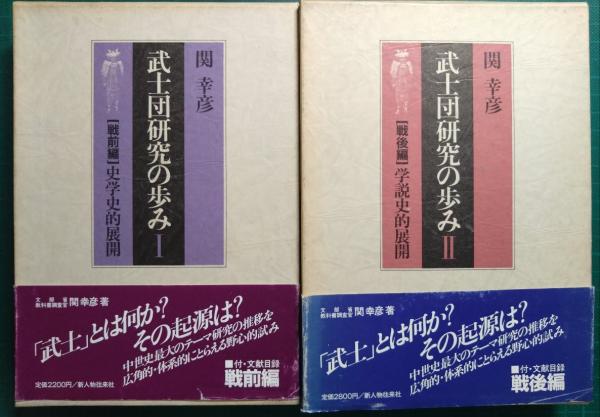 関 幸彦
武士団研究の歩み Ⅰ
【戦前編】史学史的展開
文部省
教科書調査官 関幸彦著
「武士」とは何か?
その起源は?
中世史最大のテーマ研究の推移を
広角的・体系的にとらえる野心的試み
■付・文献目録
戦前編
定価2200円/新人物往来社
関 幸彦
武士団研究の歩み Ⅱ
【戦後編】学説史的展開
文部省
教科書調査官 関幸彦著
「武士」とは何か?
その起源は?
中世史最大のテーマ研究の推移を
広角的・体系的にとらえる野心的試み
■付・文献目録
戦後編
定価2800円/新人物往来社